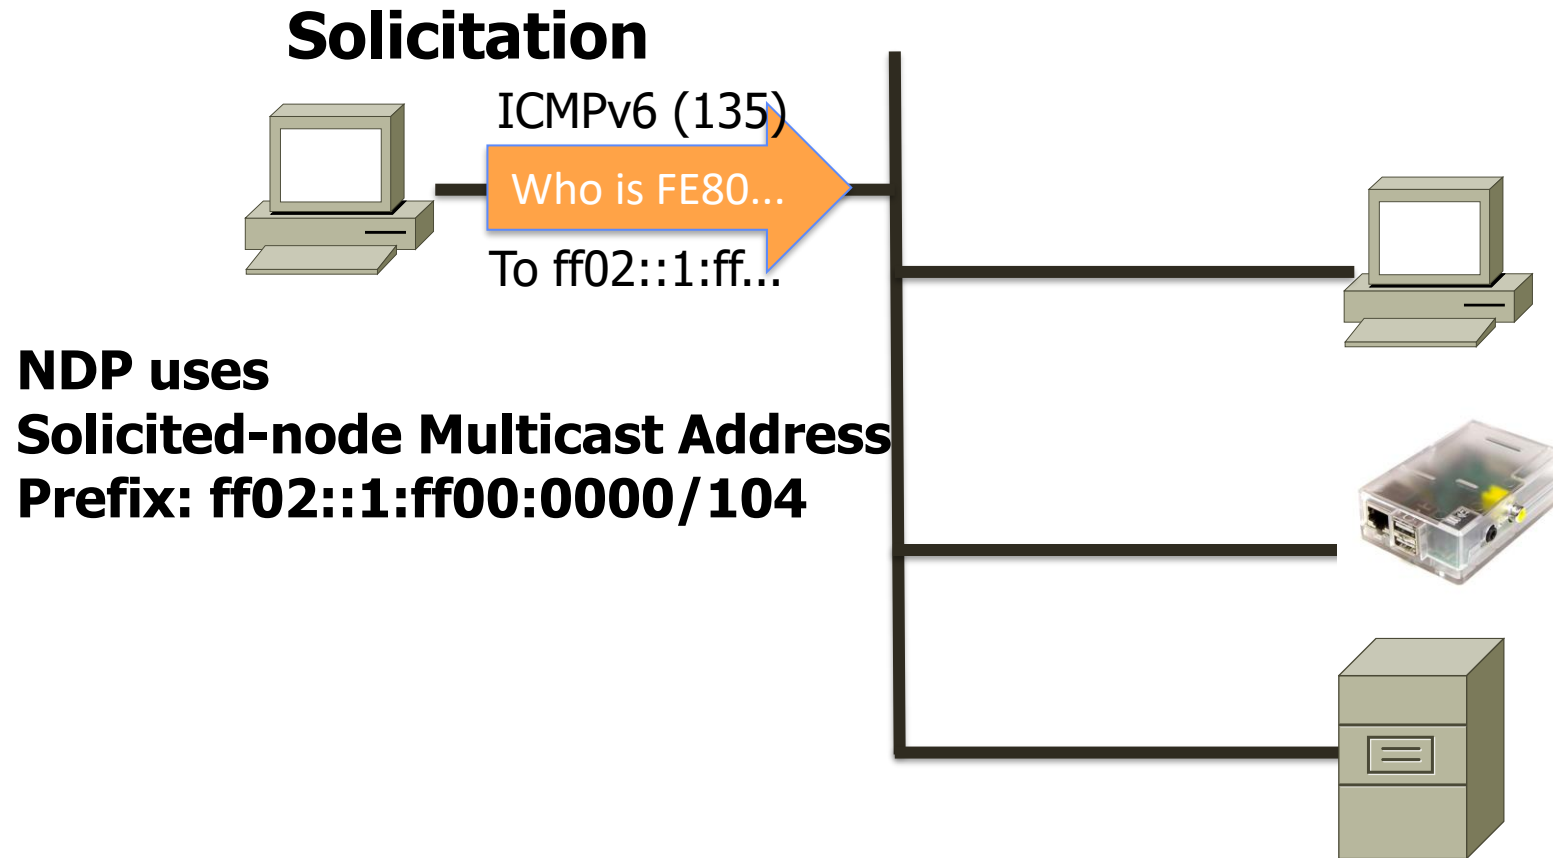 Solicitation
ICMPv6 (135)
Who is FE80...
To ff02::1:ff...
NDP uses
Solicited-node Multicast Address
Prefix: ff02::1:ff00:0000/104